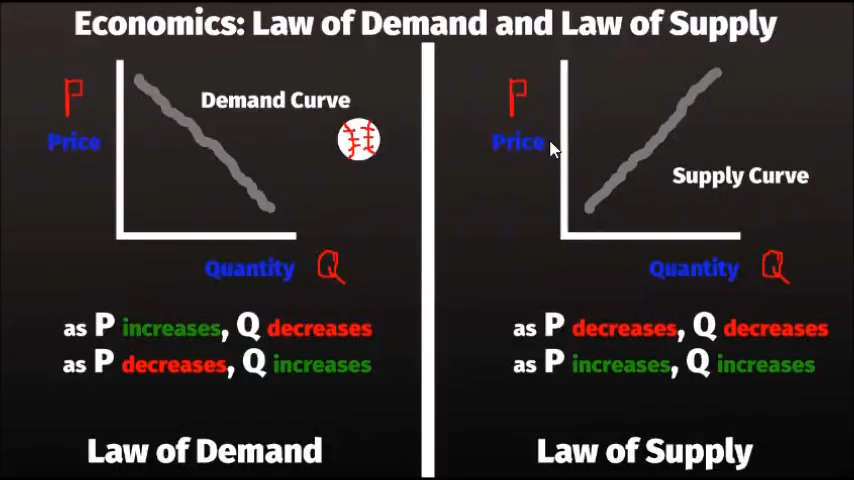 Economics: Law of Demand and Law of Supply
P
Demand Curve
Price
Quantity Q
as P increases, Q decreases
as P decreases, Q increases
Law of Demand
P
Price
Supply Curve
Quantity Q
as P decreases, Q decreases
as P increases, Q increases
Law of Supply